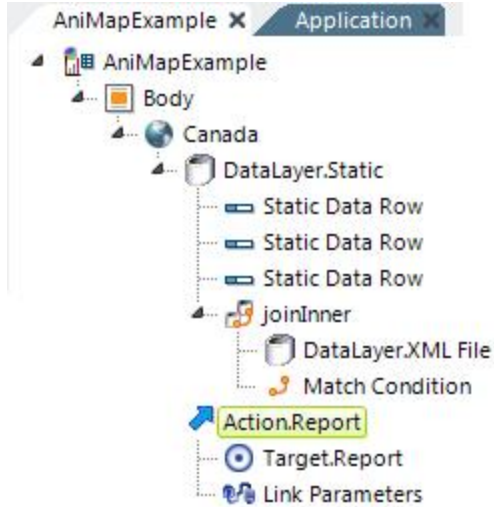 AniMapExample Application
AniMapExample
Body
Canada
DataLayer.Static
Static Data Row
Static Data Row
Static Data Row
joinInner
DataLayer.XML File
Match Condition
Action.Report
Target.Report
Link Parameters